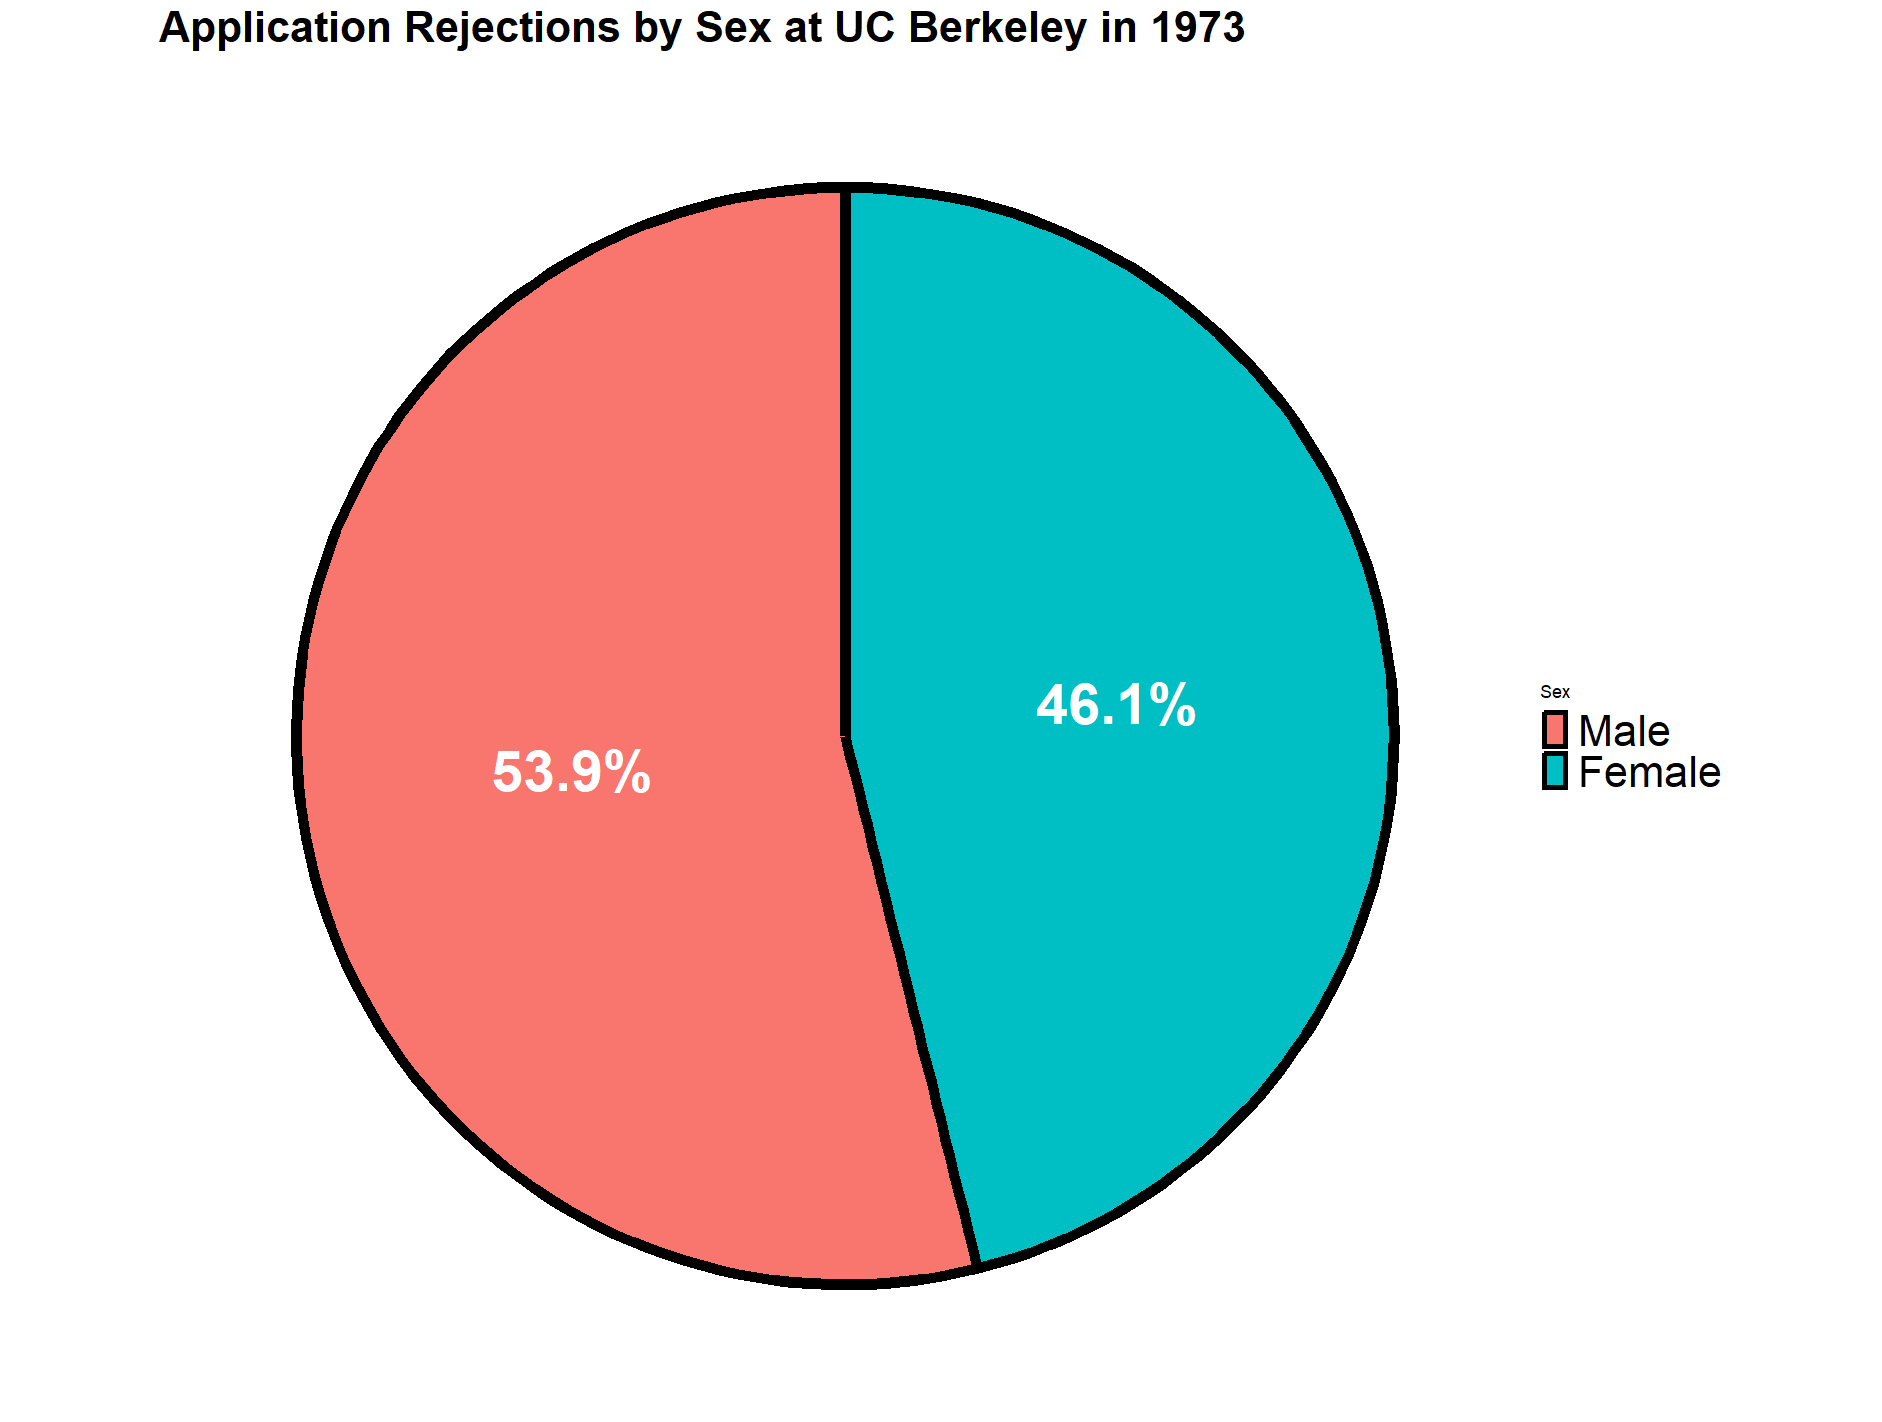 Application Rejections by Sex at UC Berkeley in 1973
46.1%
53.9%
Sex
Male
Female